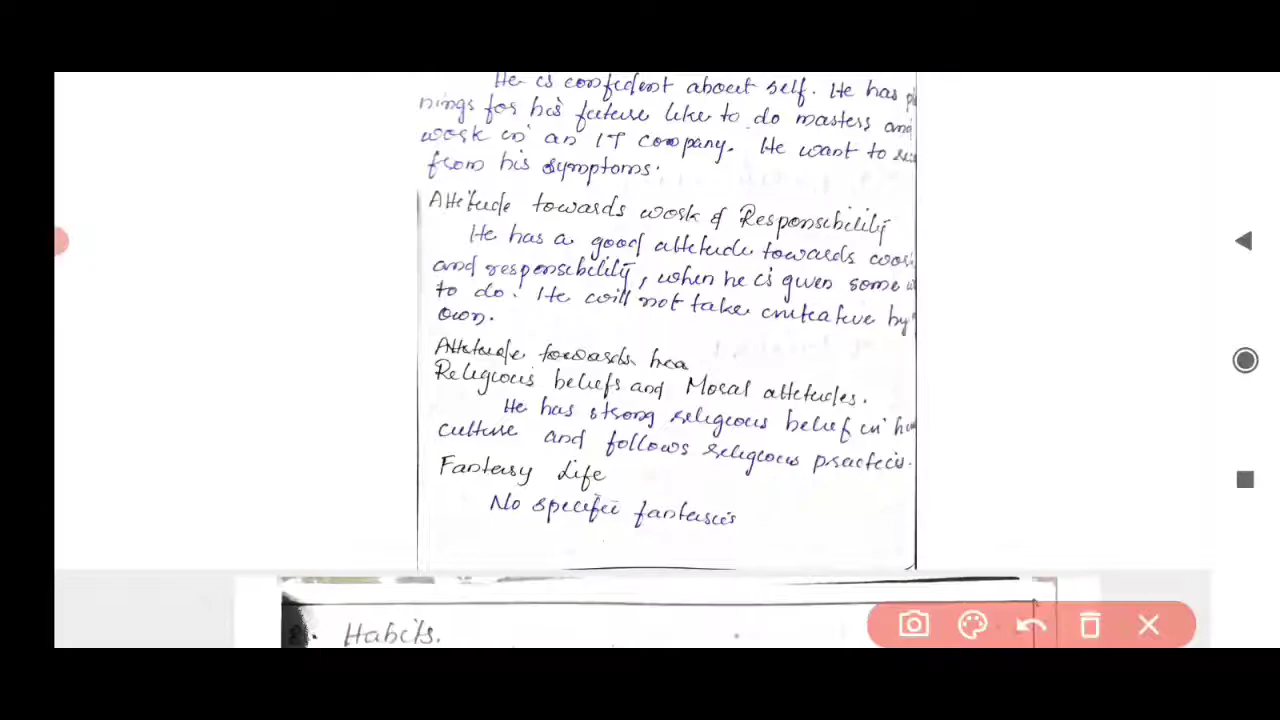 He is confident about self. He has pl
nings for his future like to do masters and
work in an IT company. He want to
from his symptoms.
Attitude towards work & Responsibility
He has a good attitude towards work
and responsibility, when he is given some w
to do. He will not take initiative by
own.
Attitude towards hea
Religious beliefs and Moral attitudes.
He has strong religious belief in
culture and follows religious practices.
Fantasy Life
No specific fantasies
8. Habits.